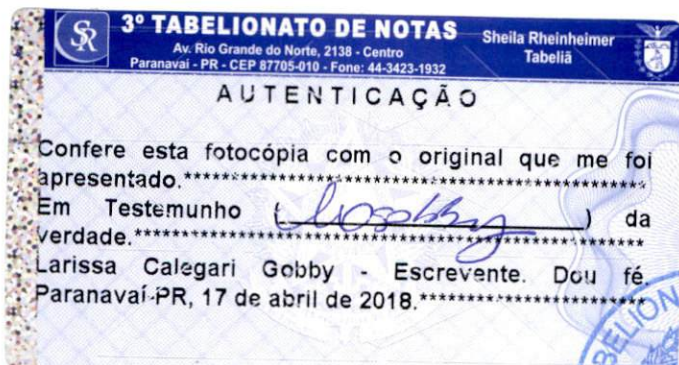 SR
3º TABELIONATO DE NOTAS
Av. Rio Grande do Norte, 2138 - Centro
Paranavaí - PR - CEP 87705-010 - Fone: 44-3423-1932
Sheila Rheinheimer
Tabeliã
AUTENTICAÇÃO
Confere esta fotocópia com o original que me foi
apresentado.**********************************************
Em Testemunho ( ) da
verdade.***************************************************
Larissa Calegari Gobby - Escrevente. Dou fé.
Paranavaí-PR, 17 de abril de 2018.***********************
BELION